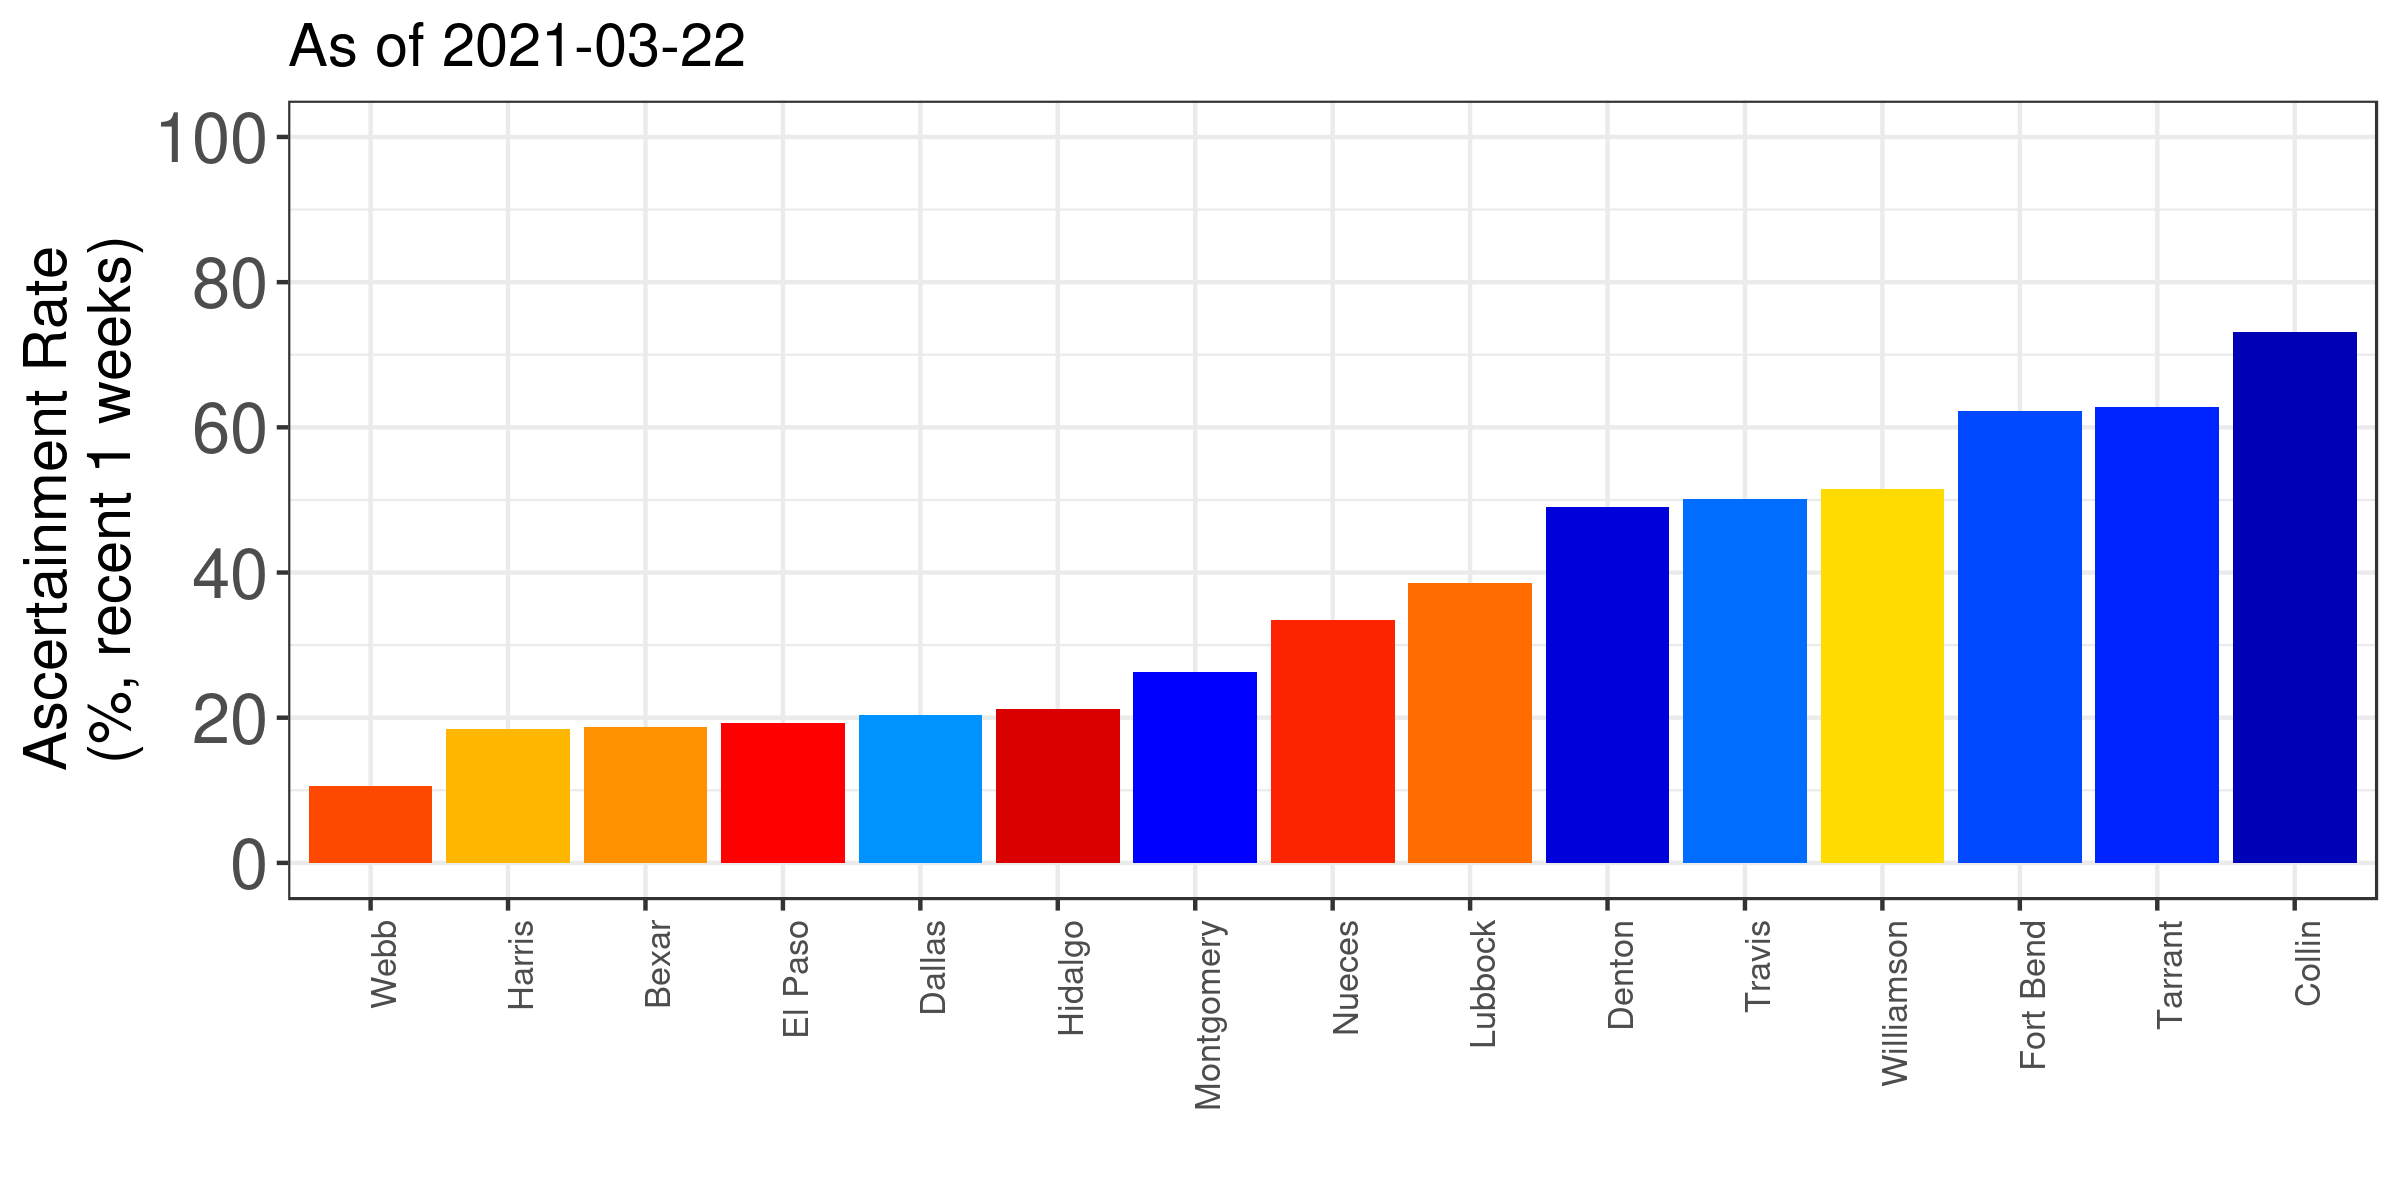 As of 2021-03-22
Ascertainment Rate
(%, recent 1 weeks)
100
80
60
40
20
0
Webb
Harris
Bexar
El Paso
Dallas
Hidalgo
Montgomery
Nueces
Lubbock
Denton
Travis
Williamson
Fort Bend
Tarrant
Collin